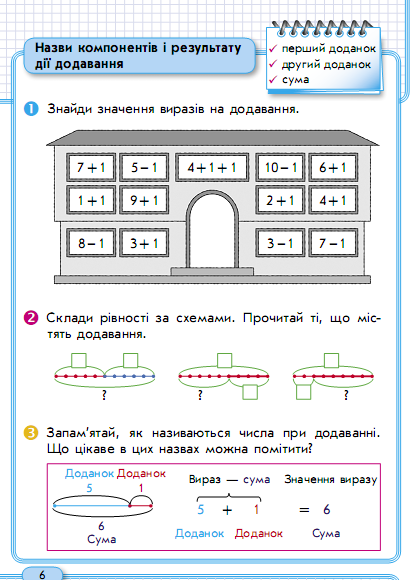 Назви компонентів і результату
дії додавання
✓ перший доданок
✓ другий доданок
✓ сума
1 Знайди значення виразів на додавання.
7 + 1 5 − 1 4 + 1 + 1 10 − 1 6 + 1
1 + 1 9 + 1 2 + 1 4 + 1
8 − 1 3 + 1 3 − 1 7 − 1
2 Склади рівності за схемами. Прочитай ті, що міс-
тять додавання.
? ? ?
3 Запам’ятай, як називаються числа при додаванні.
Що цікаве в цих назвах можна помітити?
Доданок Доданок
5 1
6
Сума
Вираз — сума Значення виразу
5 + 1 = 6
Доданок Доданок Сума
6